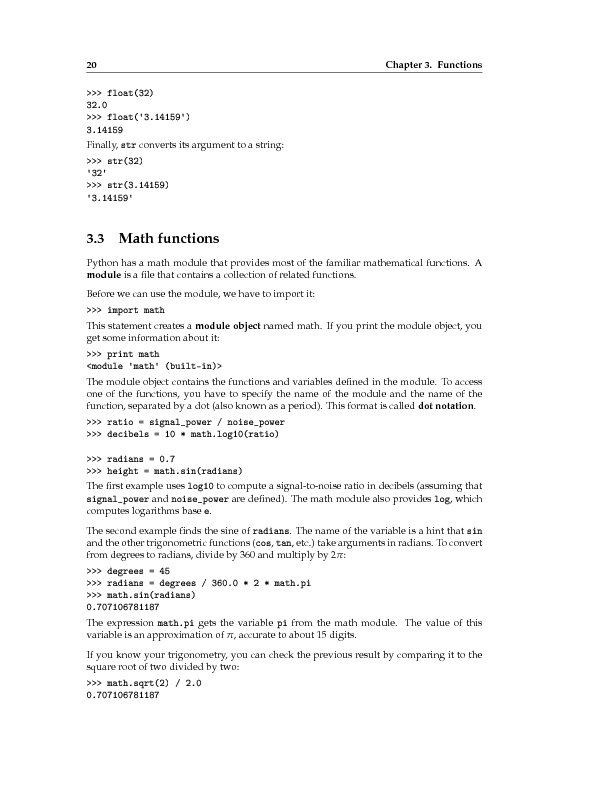 20 Chapter 3. Functions
>>> float(32)
32.0
>>> float('3.14159')
3.14159
Finally, str converts its argument to a string:
>>> str(32)
'32'
>>> str(3.14159)
'3.14159'
3.3 Math functions
Python has a math module that provides most of the familiar mathematical functions. A
module is a file that contains a collection of related functions.
Before we can use the module, we have to import it:
>>> import math
This statement creates a module object named math. If you print the module object, you
get some information about it:
>>> print math
<module 'math' (built-in)>
The module object contains the functions and variables defined in the module. To access
one of the functions, you have to specify the name of the module and the name of the
function, separated by a dot (also known as a period). This format is called dot notation.
>>> ratio = signal_power / noise_power
>>> decibels = 10 * math.log10(ratio)
>>> radians = 0.7
>>> height = math.sin(radians)
The first example uses log10 to compute a signal-to-noise ratio in decibels (assuming that
signal_power and noise_power are defined). The math module also provides log, which
computes logarithms base e.
The second example finds the sine of radians. The name of the variable is a hint that sin
and the other trigonometric functions (cos, tan, etc.) take arguments in radians. To convert
from degrees to radians, divide by 360 and multiply by 2π:
>>> degrees = 45
>>> radians = degrees / 360.0 * 2 * math.pi
>>> math.sin(radians)
0.707106781187
The expression math.pi gets the variable pi from the math module. The value of this
variable is an approximation of π, accurate to about 15 digits.
If you know your trigonometry, you can check the previous result by comparing it to the
square root of two divided by two:
>>> math.sqrt(2) / 2.0
0.707106781187